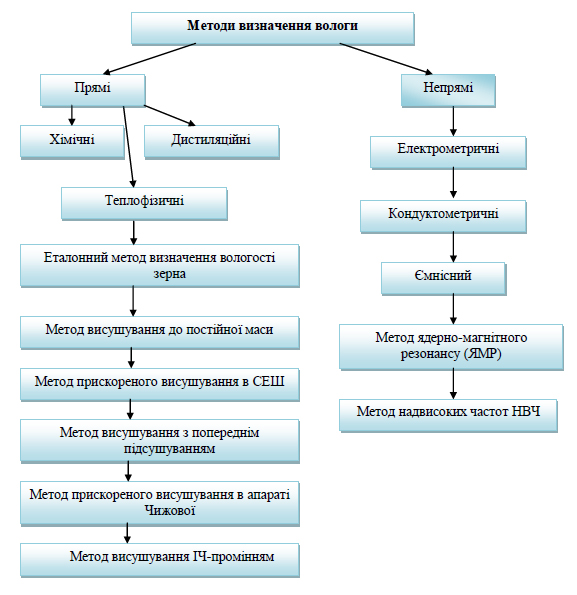 Методи визначення вологи
Прямі
Непрямі
Хімічні
Дистиляційні
Електрометричні
Теплофізичні
Кондуктометричні
Еталонний метод визначення вологості
зерна
Ємнісний
Метод висушування до постійної маси
Метод ядерно-магнітного
резонансу (ЯМР)
Метод прискореного висушування в СЕШ
Метод надвисоких частот НВЧ
Метод висушування з попереднім
підсушуванням
Метод прискореного висушування в апараті
Чижової
Метод висушування ІЧ-промінням